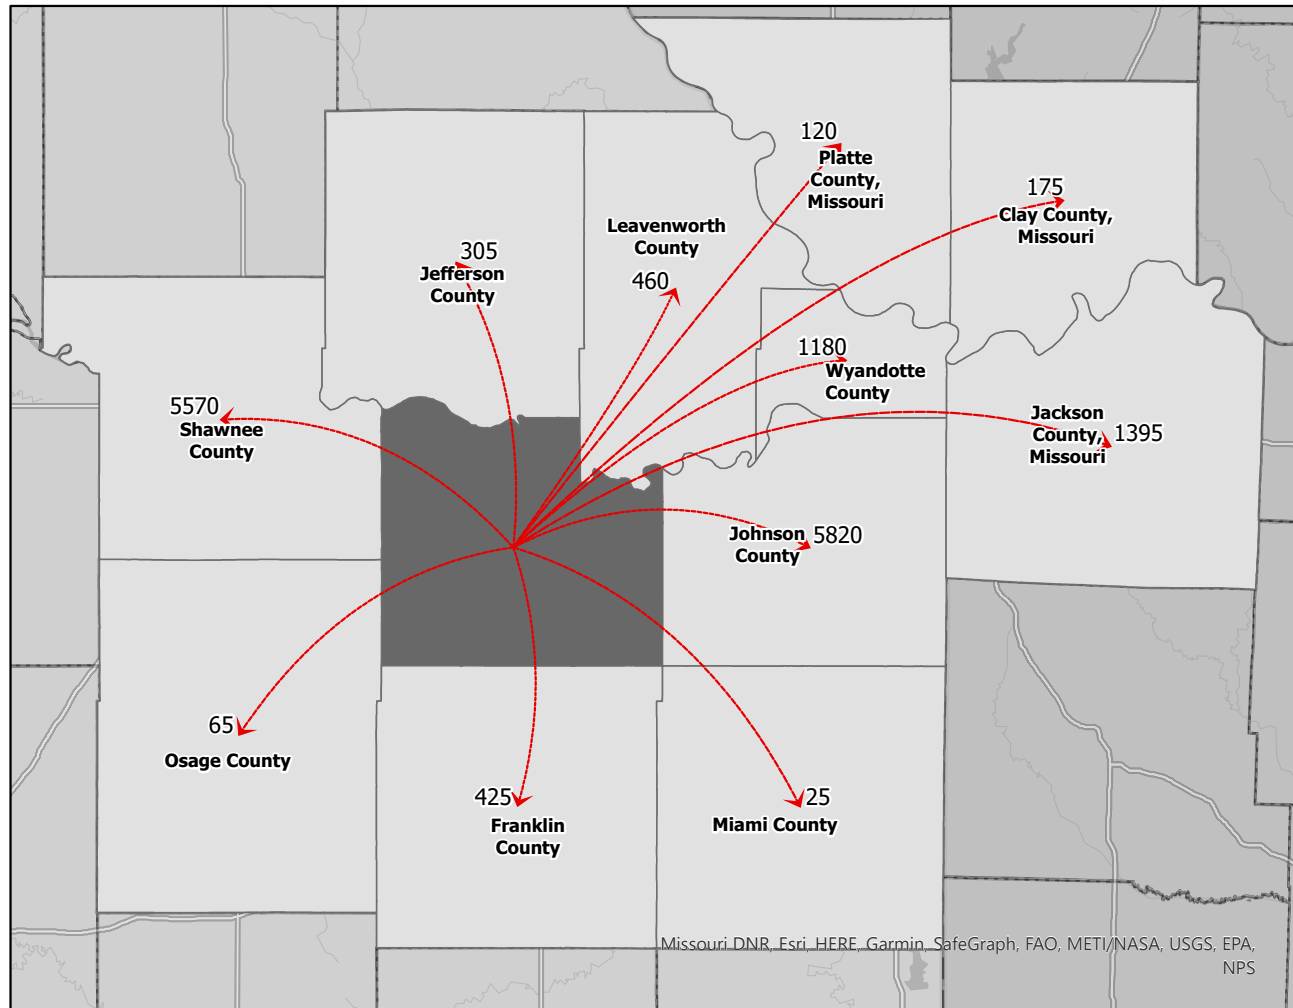 120
Platte
County,
Missouri
175
Clay County,
Missouri
Leavenworth
County
460
305
Jefferson
County
1180
Wyandotte
County
5570
Shawnee
County
Jackson
County,
Missouri
1395
Johnson
County
5820
65
Osage County
425
Franklin
County
25
Miami County
Missouri DNR, Esri, HERE, Garmin, SafeGraph, FAO, METI/NASA, USGS, EPA,
NPS